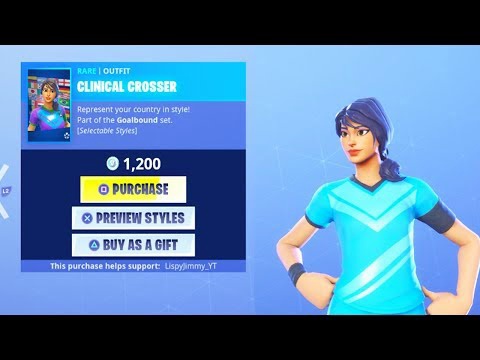 RARE | OUTFIT
CLINICAL CROSSER
Represent your country in style!
Part of the Goalbound set.
[Selectable Styles]
1,200
PURCHASE
PREVIEW STYLES
BUY AS A GIFT
This purchase helps support: LispyJimmy_YT
L2